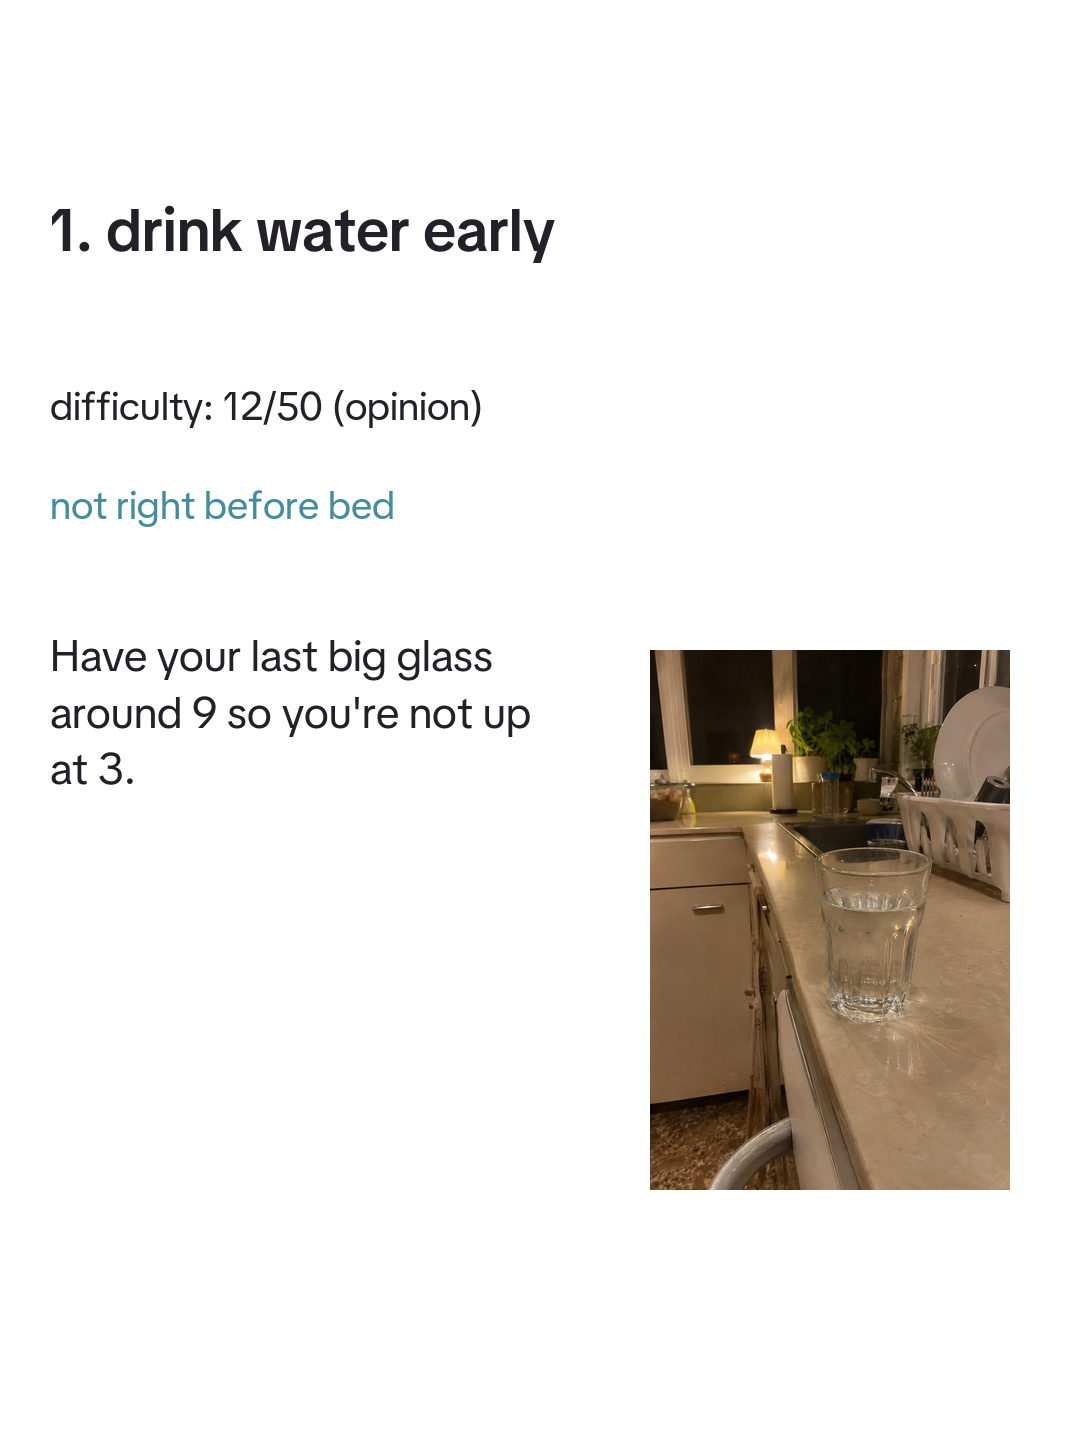 1. drink water early
difficulty: 12/50 (opinion)
not right before bed
Have your last big glass
around 9 so you're not up
at 3.